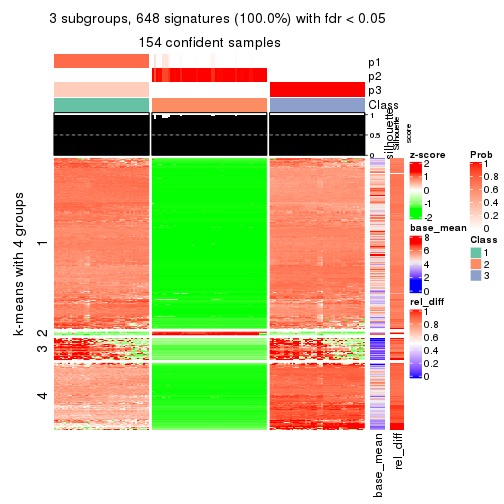 3 subgroups, 648 signatures (100.0%) with fdr < 0.05
154 confident samples
p1
p2
p3
Class
silhouette
Silhouette
score
1
0.5
0
k-means with 4 groups
1
2
3
4
base_mean
rel_diff
z-score
2
1
0
-1
-2
base_mean
8
6
4
2
0
rel_diff
1
0.8
0.6
0.4
0.2
0
Prob
1
0.8
0.6
0.4
0.2
0
Class
1
2
3